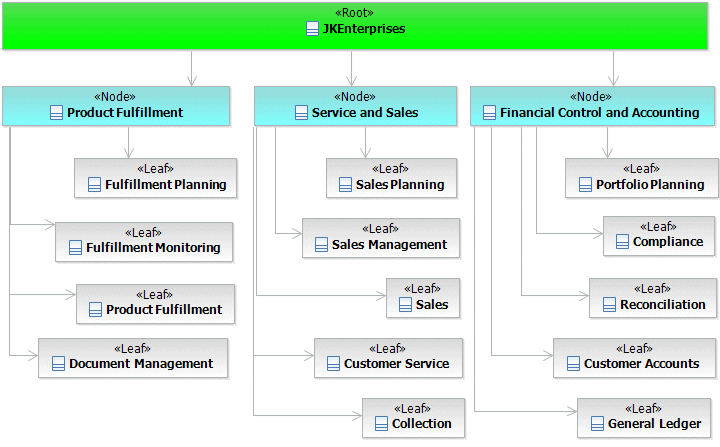 «Root»
JKEnterprises
«Node»
Product Fulfillment
«Node»
Service and Sales
«Node»
Financial Control and Accounting
«Leaf»
Fulfillment Planning
«Leaf»
Sales Planning
«Leaf»
Portfolio Planning
«Leaf»
Fulfillment Monitoring
«Leaf»
Sales Management
«Leaf»
Compliance
«Leaf»
Product Fulfillment
«Leaf»
Sales
«Leaf»
Reconciliation
«Leaf»
Document Management
«Leaf»
Customer Service
«Leaf»
Customer Accounts
«Leaf»
Collection
«Leaf»
General Ledger